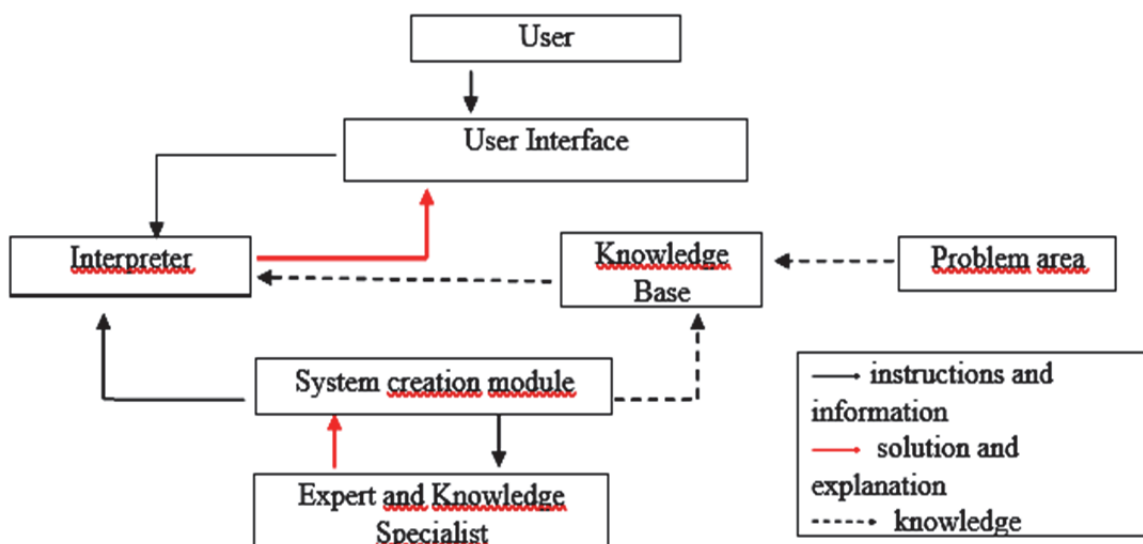 User
User Interface
Interpreter
Knowledge
Base
Problem area
System creation module
Expert and Knowledge
Specialist
instructions and
information
solution and
explanation
knowledge